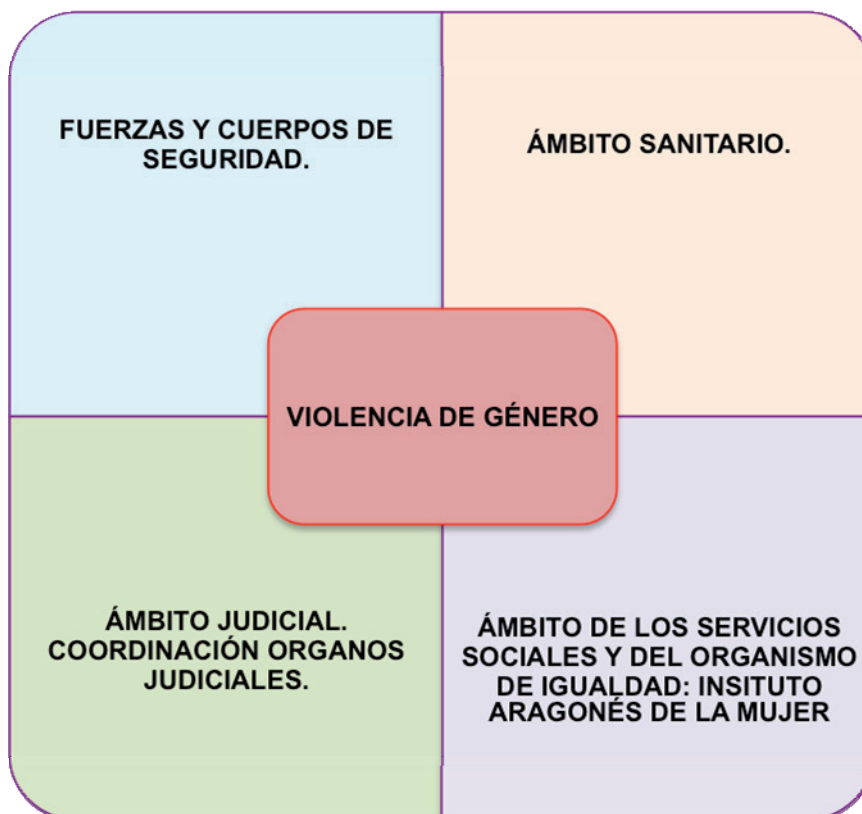 FUERZAS Y CUERPOS DE
SEGURIDAD.
ÁMBITO SANITARIO.
VIOLENCIA DE GÉNERO
ÁMBITO JUDICIAL.
COORDINACIÓN ORGANOS
JUDICIALES.
ÁMBITO DE LOS SERVICIOS
SOCIALES Y DEL ORGANISMO
DE IGUALDAD: INSITUTO
ARAGONÉS DE LA MUJER